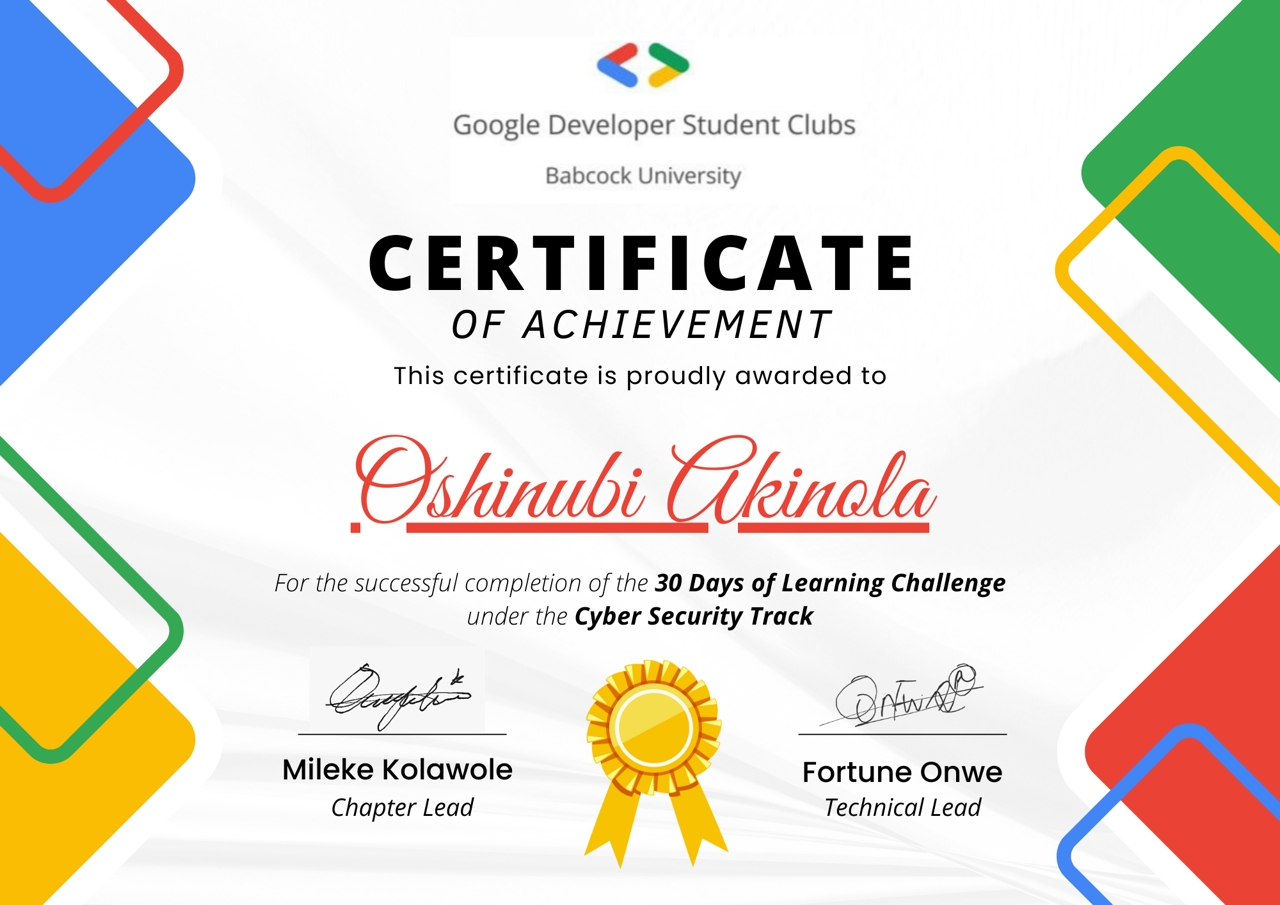 Google Developer Student Clubs
Babcock University
CERTIFICATE
OF ACHIEVEMENT
This certificate is proudly awarded to
Oshinubi Akinola
For the successful completion of the 30 Days of Learning Challenge
under the Cyber Security Track
Mileke Kolawole
Chapter Lead
Fortune Onwe
Technical Lead